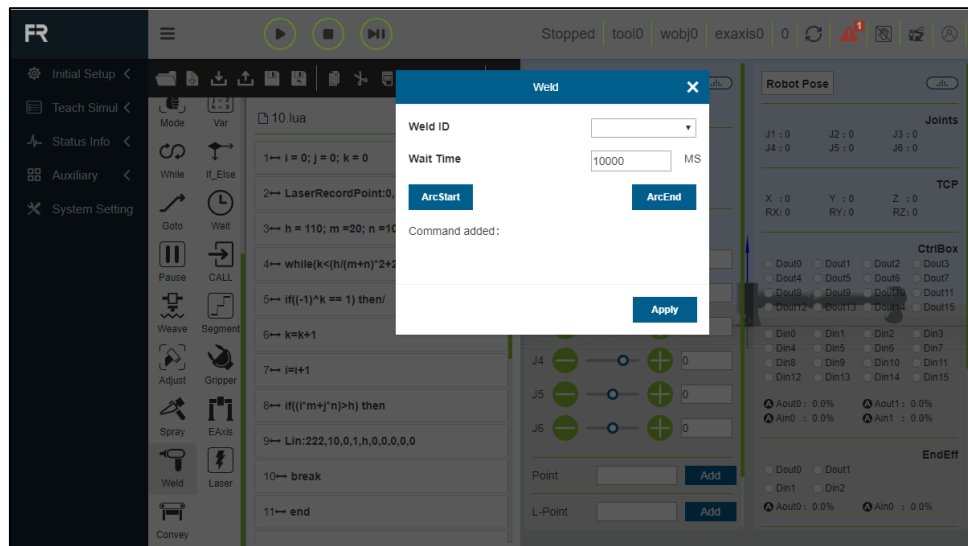 FR
Stopped tool0 wobj0 exaxis0 0
1
Initial Setup
Teach Simul
Status Info
Auxiliary
System Setting
Mode Var
While If_Else
Goto Wait
Pause CALL
Weave Segment
Adjust Gripper
Spray EAxis
Weld Laser
Convey
10.lua
1 i = 0; j = 0; k = 0
2 LaserRecordPoint:0,
3 h = 110; m =20; n =10
4 while(k<(h/(m+n)*2+2
5 if((-1)^k == 1) then/
6 k=k+1
7 i=i+1
8 if((i*m+j*n)>h) then
9 Lin:222,10,0,1,h,0,0,0,0,0
10 break
11 end
Weld
Weld ID
Wait Time 10000 MS
ArcStart ArcEnd
Command added:
Apply
J4 0
J5 0
J6 0
Point Add
L-Point Add
Robot Pose
Joints
J1 : 0 J2 : 0 J3 : 0
J4 : 0 J5 : 0 J6 : 0
TCP
X : 0 Y : 0 Z : 0
RX: 0 RY: 0 RZ: 0
CtrlBox
Dout0 Dout1 Dout2 Dout3
Dout4 Dout5 Dout6 Dout7
Dout8 Dout9 Dout10 Dout11
Dout12 Dout13 Dout14 Dout15
Din0 Din1 Din2 Din3
Din4 Din5 Din6 Din7
Din8 Din9 Din10 Din11
Din12 Din13 Din14 Din15
Aout0 : 0.0% Aout1 : 0.0%
Ain0 : 0.0% Ain1 : 0.0%
EndEff
Dout0 Dout1
Din1 Din2
Aout0 : 0.0% Ain0 : 0.0%